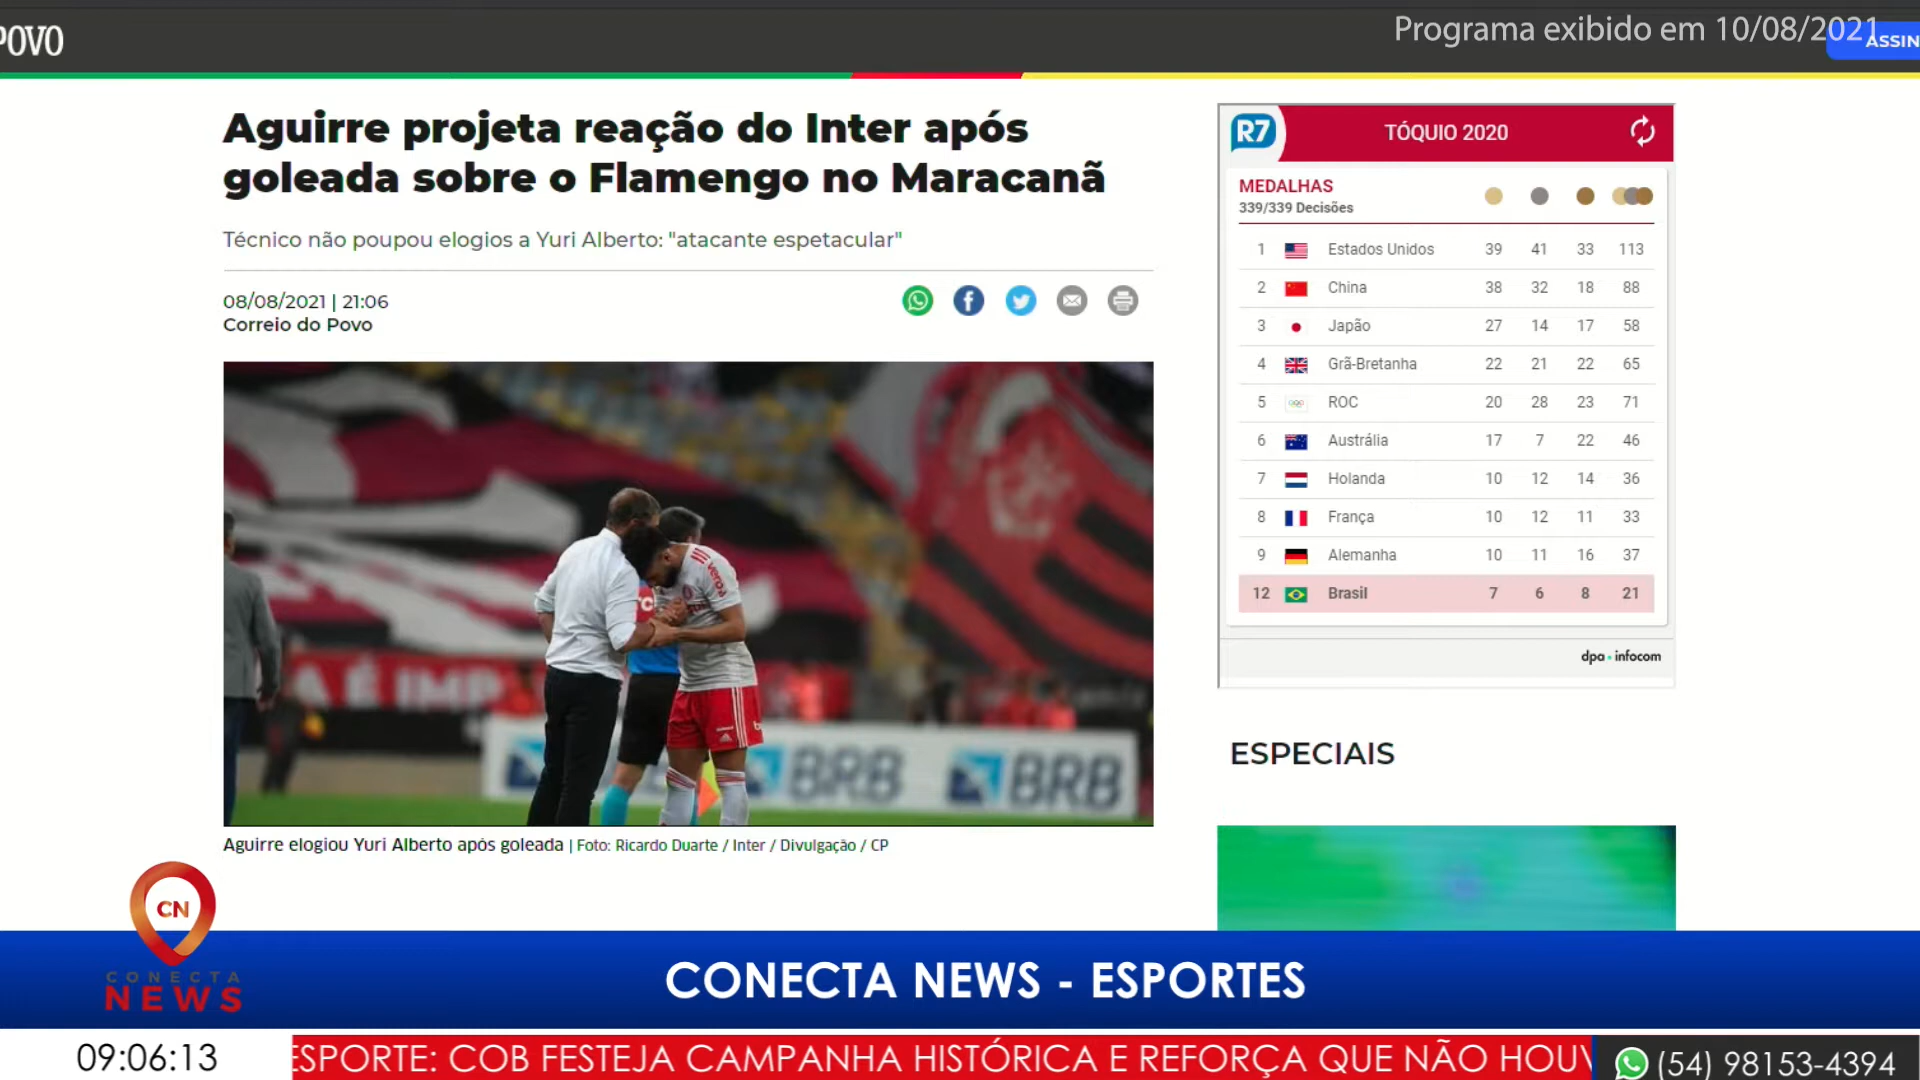 POVO
Programa exibido em 10/08/2021
ASSIN
Aguirre projeta reação do Inter após
goleada sobre o Flamengo no Maracanã
Técnico não poupou elogios a Yuri Alberto: "atacante espetacular"
08/08/2021 | 21:06
Correio do Povo
A É IMP
BRB
BRB
Aguirre elogiou Yuri Alberto após goleada | Foto: Ricardo Duarte / Inter / Divulgação / CP
R7 TÓQUIO 2020
MEDALHAS
339/339 Decisões
1 Estados Unidos 39 41 33 113
2 China 38 32 18 88
3 Japão 27 14 17 58
4 Grã-Bretanha 22 21 22 65
5 ROC 20 28 23 71
6 Austrália 17 7 22 46
7 Holanda 10 12 14 36
8 França 10 12 11 33
9 Alemanha 10 11 16 37
12 Brasil 7 6 8 21
dpa infocom
ESPECIAIS
CN
CONECTA
NEWS
CONECTA NEWS - ESPORTES
09:06:13
ESPORTE: COB FESTEJA CAMPANHA HISTÓRICA E REFORÇA QUE NÃO HOUV
(54) 98153-4394